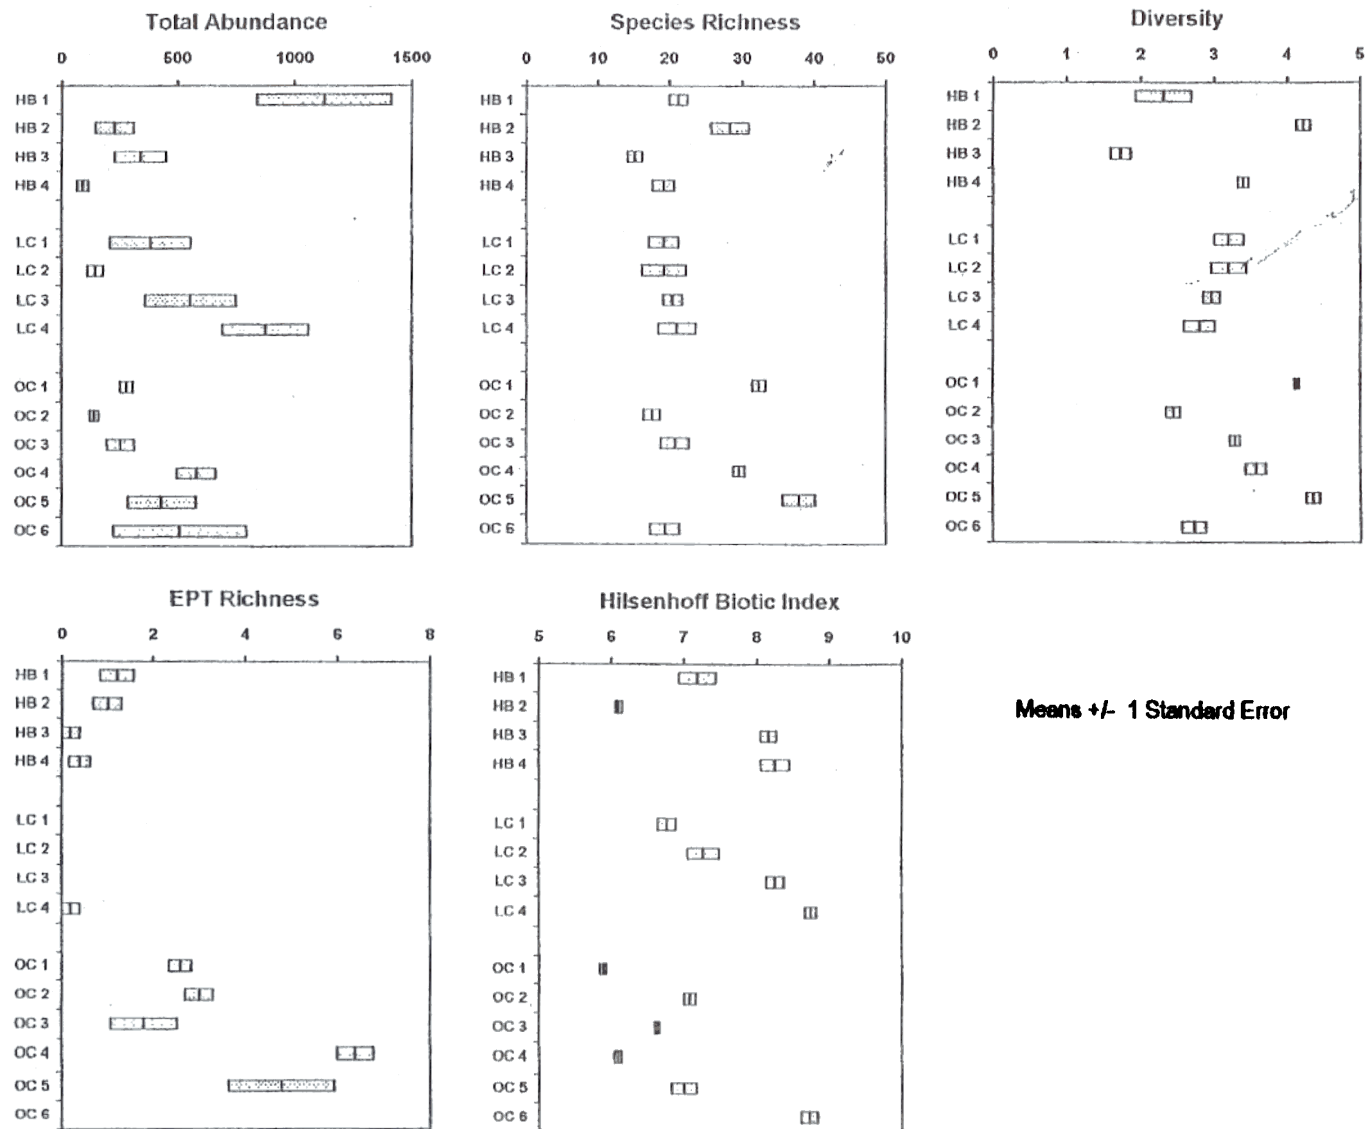 Total Abundance
0 500 1000 1500
HB 1
HB 2
HB 3
HB 4
LC 1
LC 2
LC 3
LC 4
OC 1
OC 2
OC 3
OC 4
OC 5
OC 6
Species Richness
0 10 20 30 40 50
HB 1
HB 2
HB 3
HB 4
LC 1
LC 2
LC 3
LC 4
OC 1
OC 2
OC 3
OC 4
OC 5
OC 6
Diversity
0 1 2 3 4 5
HB 1
HB 2
HB 3
HB 4
LC 1
LC 2
LC 3
LC 4
OC 1
OC 2
OC 3
OC 4
OC 5
OC 6
EPT Richness
0 2 4 6 8
HB 1
HB 2
HB 3
HB 4
LC 1
LC 2
LC 3
LC 4
OC 1
OC 2
OC 3
OC 4
OC 5
OC 6
Hilsenhoff Biotic Index
5 6 7 8 9 10
HB 1
HB 2
HB 3
HB 4
LC 1
LC 2
LC 3
LC 4
OC 1
OC 2
OC 3
OC 4
OC 5
OC 6
Means +/- 1 Standard Error